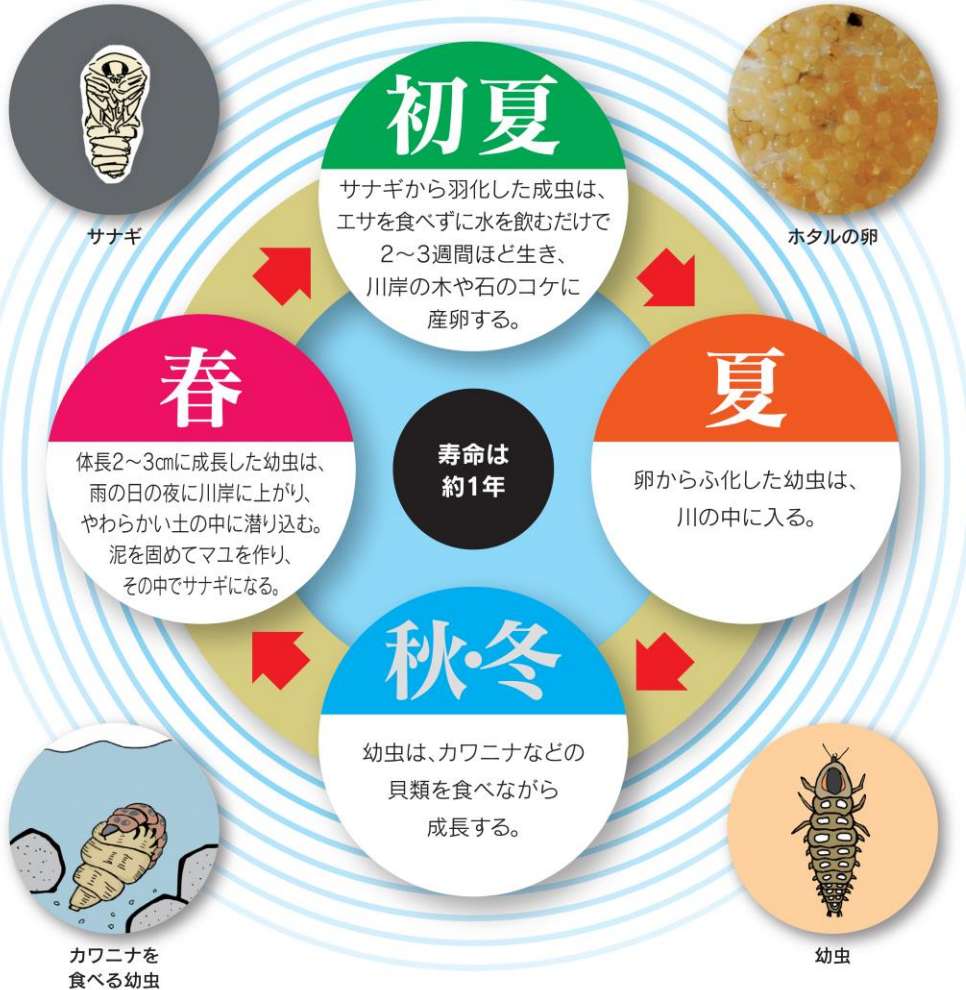 サナギ
初夏
サナギから羽化した成虫は、
エサを食べずに水を飲むだけで
2〜3週間ほど生き、
川岸の木や石のコケに
産卵する。
ホタルの卵
春
体長2〜3㎝に成長した幼虫は、
雨の日の夜に川岸に上がり、
やわらかい土の中に潜り込む。
泥を固めてマユを作り、
その中でサナギになる。
寿命は
約1年
夏
卵からふ化した幼虫は、
川の中に入る。
秋・冬
幼虫は、カワニナなどの
貝類を食べながら
成長する。
カワニナを
食べる幼虫
幼虫